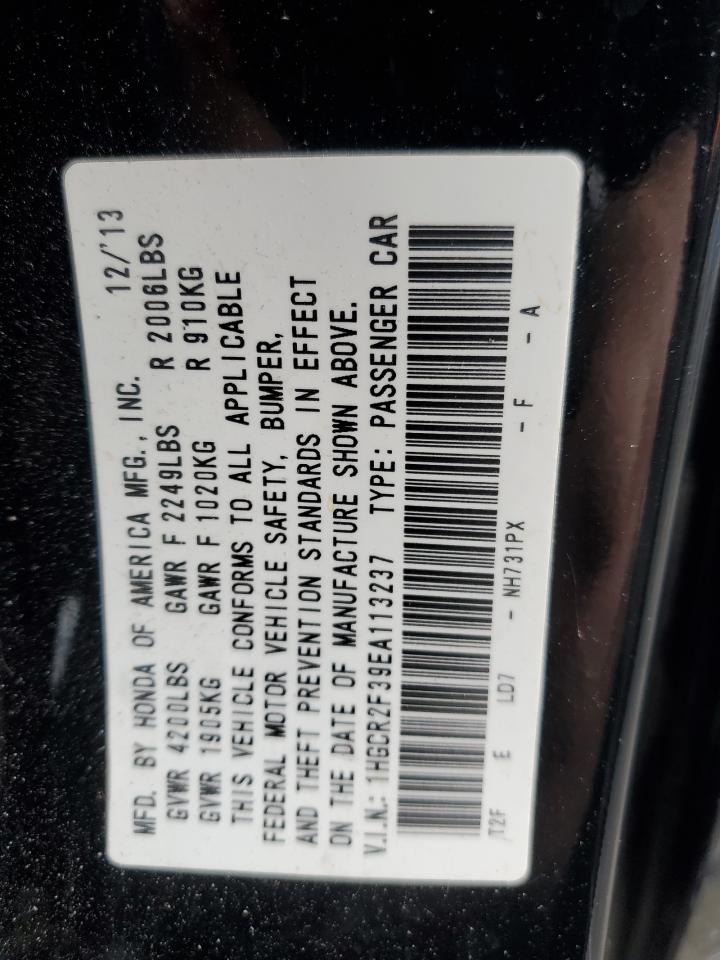 MFD. BY HONDA OF AMERICA MFG., INC. 12/'13
GVWR 4200LBS GAWR F 2249LBS R 2006LBS
GVWR 1905KG GAWR F 1020KG R 910KG
THIS VEHICLE CONFORMS TO ALL APPLICABLE
FEDERAL MOTOR VEHICLE SAFETY, BUMPER,
AND THEFT PREVENTION STANDARDS IN EFFECT
ON THE DATE OF MANUFACTURE SHOWN ABOVE.
V.I.N.: 1HGCR2F39EA113237 TYPE: PASSENGER CAR
T2F E LD7 - NH731PX - F - A